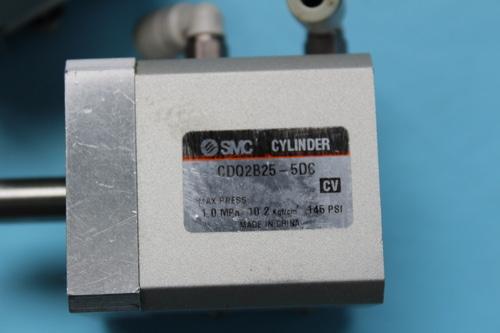 SMC CYLINDER
CDQ2B25-5DC
CV
MAX PRESS
1.0 MPa 10.2 Kgf/cm² 145 PSI
MADE IN CHINA